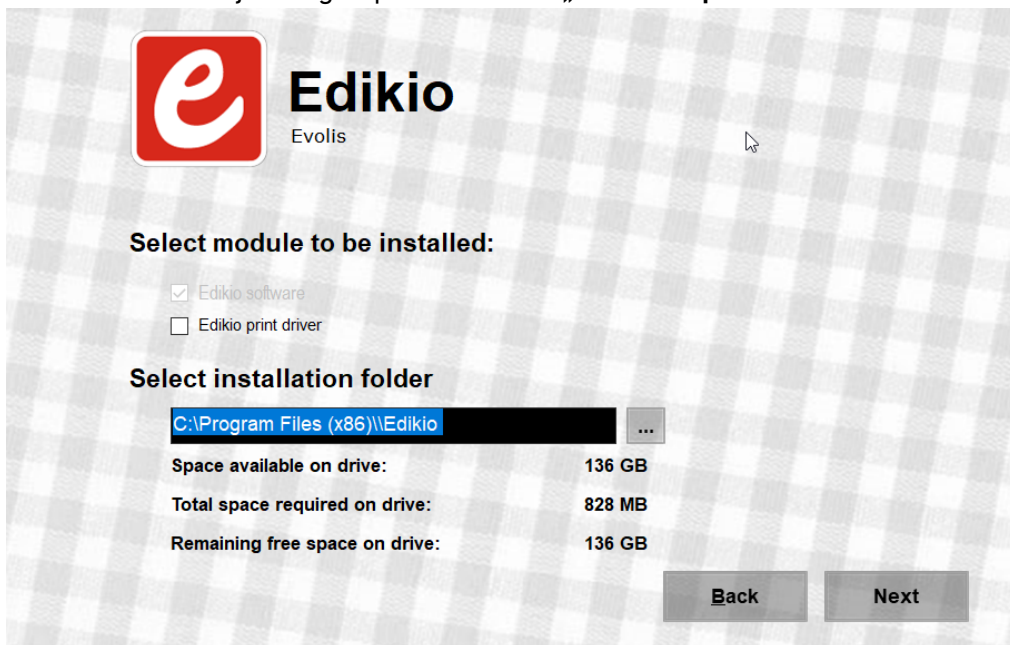 Edikio
Evolis
Select module to be installed:
Edikio software
Edikio print driver
Select installation folder
C:\Program Files (x86)\\Edikio
...
Space available on drive: 136 GB
Total space required on drive: 828 MB
Remaining free space on drive: 136 GB
Back Next